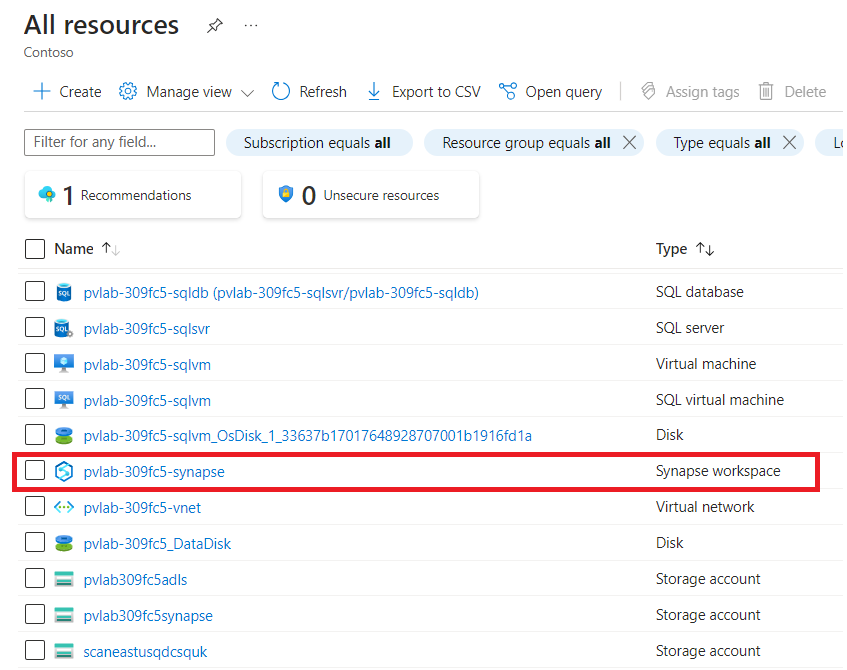 All resources
Contoso
Create Manage view Refresh Export to CSV Open query Assign tags Delete
Filter for any field... Subscription equals all Resource group equals all Type equals all
1 Recommendations 0 Unsecure resources
Name Type
pvlab-309fc5-sqldb (pvlab-309fc5-sqlsvr/pvlab-309fc5-sqldb) SQL database
pvlab-309fc5-sqlsvr SQL server
pvlab-309fc5-sqlvm Virtual machine
pvlab-309fc5-sqlvm SQL virtual machine
pvlab-309fc5-sqlvm_OsDisk_1_33637b17017648928707001b1916fd1a Disk
pvlab-309fc5-synapse Synapse workspace
pvlab-309fc5-vnet Virtual network
pvlab-309fc5_DataDisk Disk
pvlab309fc5adls Storage account
pvlab309fc5synapse Storage account
scaneastusqdcsquk Storage account